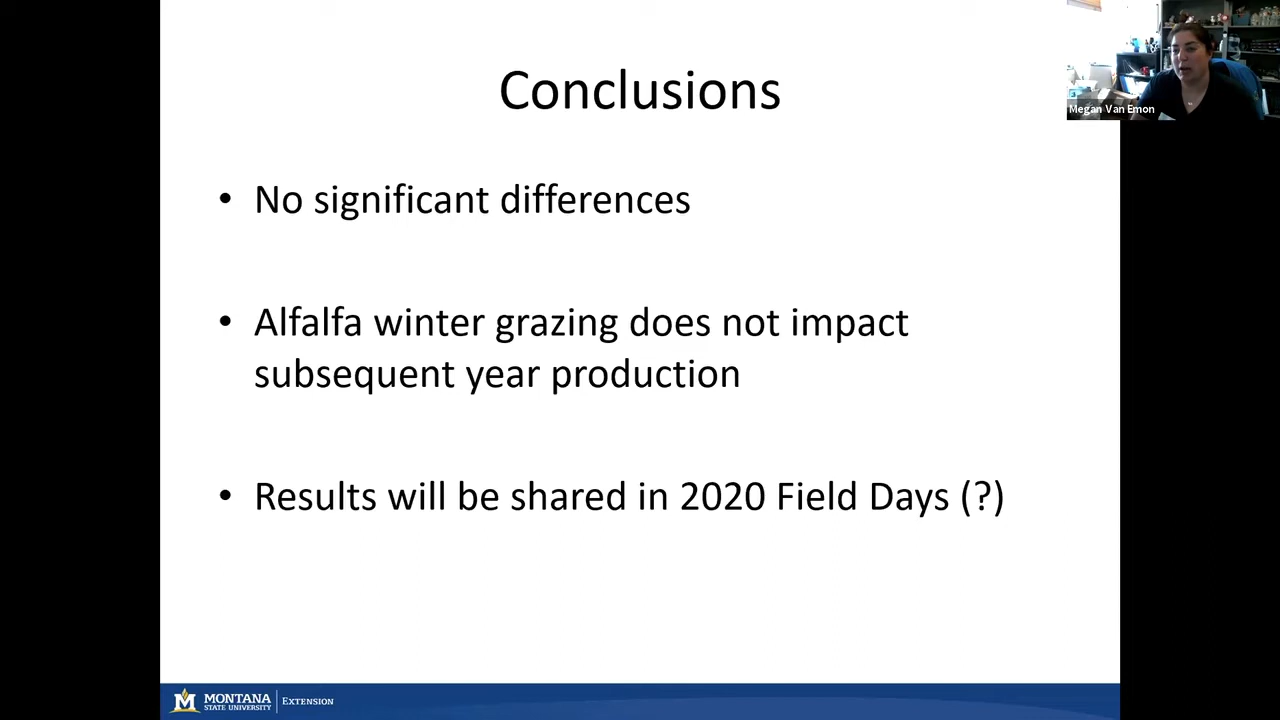 Conclusions
Megan Van Emon
• No significant differences
• Alfalfa winter grazing does not impact
subsequent year production
• Results will be shared in 2020 Field Days (?)
M MONTANA
STATE UNIVERSITY
EXTENSION